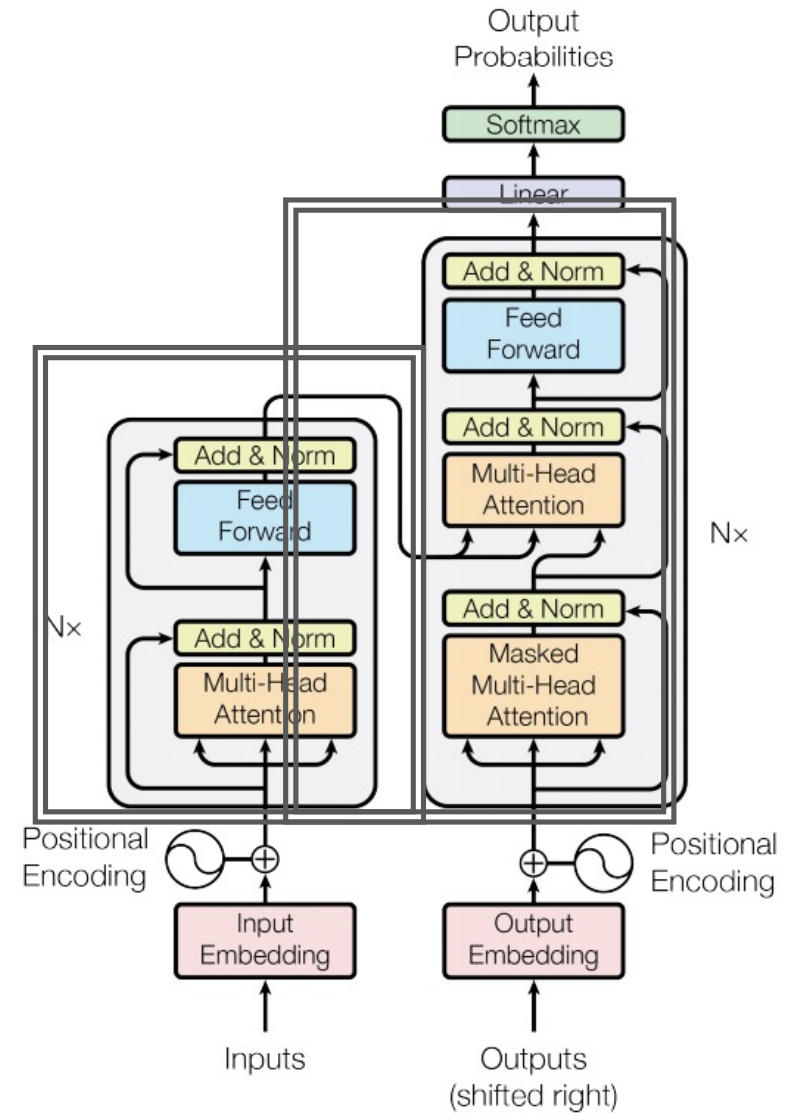 Output
Probabilities
Softmax
Linear
Add & Norm
Feed
Forward
Add & Norm
Multi-Head
Attention
Nx
Add & Norm
Masked
Multi-Head
Attention
Add & Norm
Feed
Forward
Nx
Add & Norm
Multi-Head
Attention
Positional
Encoding
Positional
Encoding
Input
Embedding
Output
Embedding
Inputs
Outputs
(shifted right)